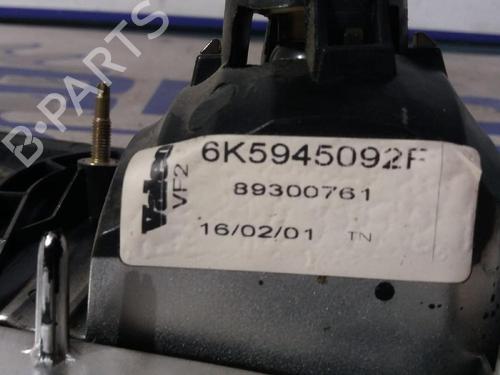 B-PARTS
Valeo
VF2
6K5945092F
89300761
16/02/01 TN